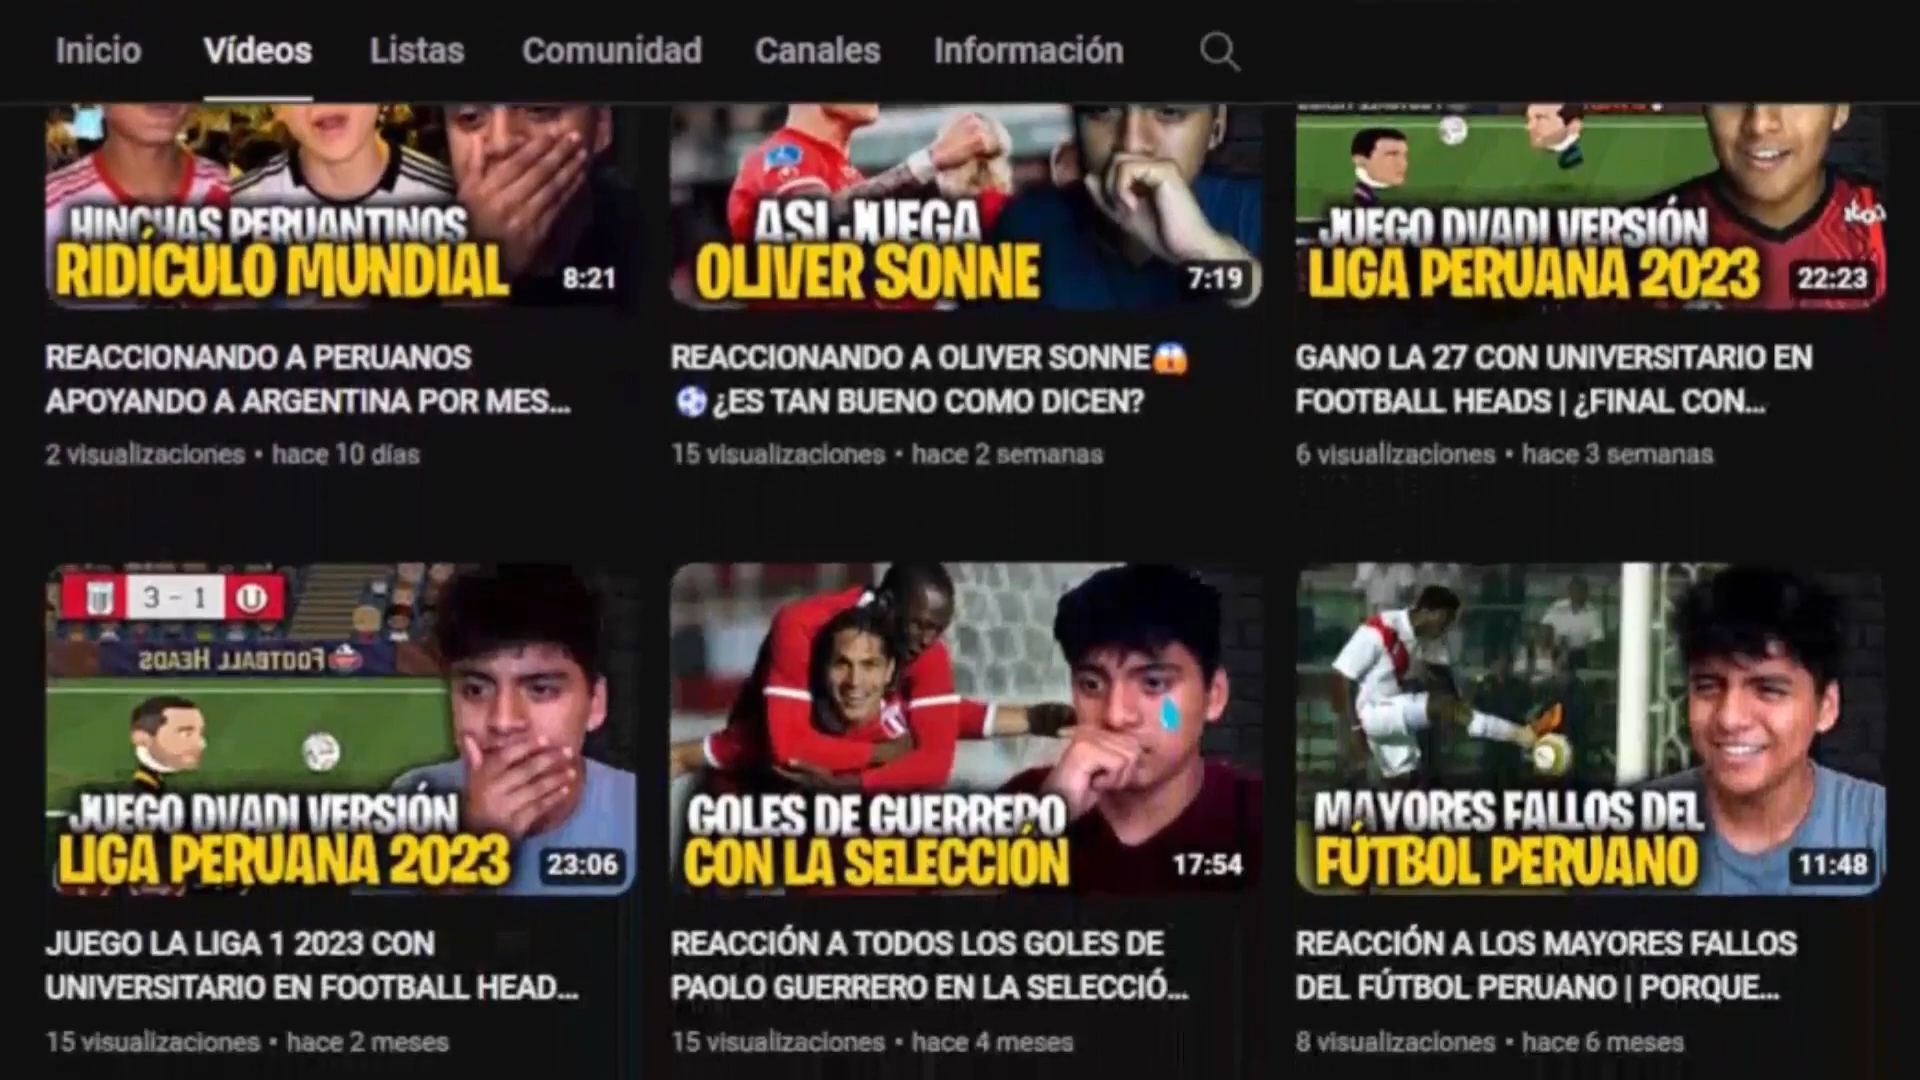 Inicio Vídeos Listas Comunidad Canales Información
HINCHAS PERUANTINOS
RIDÍCULO MUNDIAL
8:21
REACCIONANDO A PERUANOS
APOYANDO A ARGENTINA POR MES...
2 visualizaciones • hace 10 días
ASI JUEGA
OLIVER SONNE
7:19
REACCIONANDO A OLIVER SONNE😱
⚽¿ES TAN BUENO COMO DICEN?
15 visualizaciones • hace 2 semanas
JUEGO DVADI VERSIÓN
LIGA PERUANA 2023
22:23
GANO LA 27 CON UNIVERSITARIO EN
FOOTBALL HEADS | ¿FINAL CON...
6 visualizaciones • hace 3 semanas
3 - 1 U
FOOTBALL HEADS
JUEGO DVADI VERSIÓN
LIGA PERUANA 2023
23:06
JUEGO LA LIGA 1 2023 CON
UNIVERSITARIO EN FOOTBALL HEAD...
15 visualizaciones • hace 2 meses
GOLES DE GUERRERO
CON LA SELECCIÓN
17:54
REACCIÓN A TODOS LOS GOLES DE
PAOLO GUERRERO EN LA SELECCIÓ...
15 visualizaciones • hace 4 meses
MAYORES FALLOS DEL
FÚTBOL PERUANO
11:48
REACCIÓN A LOS MAYORES FALLOS
DEL FÚTBOL PERUANO | PORQUE...
8 visualizaciones • hace 6 meses